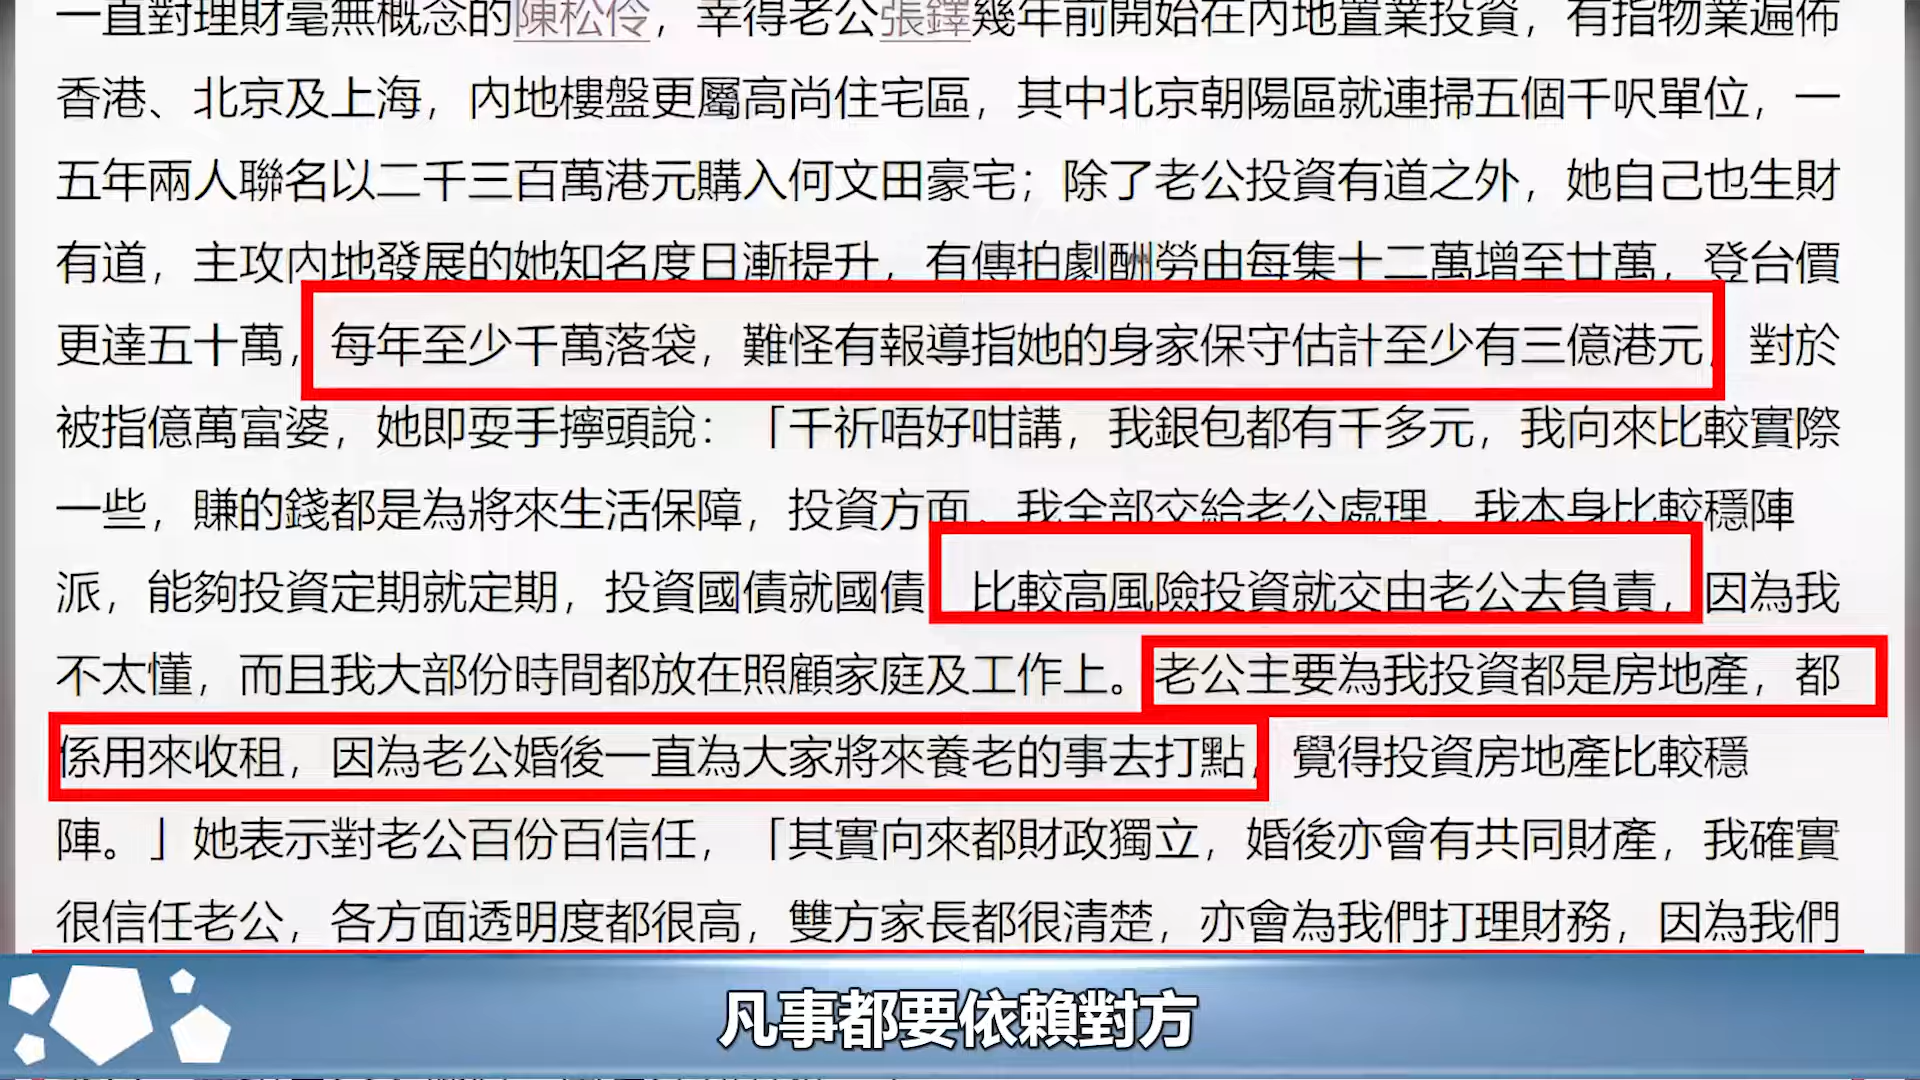 一直對理財毫無概念的陳松伶，幸得老公張鐸幾年前開始在內地置業投資，有指物業遍佈
香港、北京及上海，內地樓盤更屬高尚住宅區，其中北京朝陽區就連掃五個千呎單位，一
五年兩人聯名以二千三百萬港元購入何文田豪宅；除了老公投資有道之外，她自己也生財
有道，主攻內地發展的她知名度日漸提升，有傳拍劇酬勞由每集十二萬增至廿萬，登台價
更達五十萬，每年至少千萬落袋，難怪有報導指她的身家保守估計至少有三億港元，對於
被指億萬富婆，她即耍手擰頭說：「千祈唔好咁講，我銀包都有千多元，我向來比較實際
一些，賺的錢都是為將來生活保障，投資方面，我全部交給老公處理，我本身比較穩陣
派，能夠投資定期就定期，投資國債就國債，比較高風險投資就交由老公去負責，因為我
不太懂，而且我大部份時間都放在照顧家庭及工作上。老公主要為我投資都是房地產，都
係用來收租，因為老公婚後一直為大家將來養老的事去打點，覺得投資房地產比較穩
陣。」她表示對老公百份百信任，「其實向來都財政獨立，婚後亦會有共同財產，我確實
很信任老公，各方面透明度都很高，雙方家長都很清楚，亦會為我們打理財務，因為我們
凡事都要依賴對方